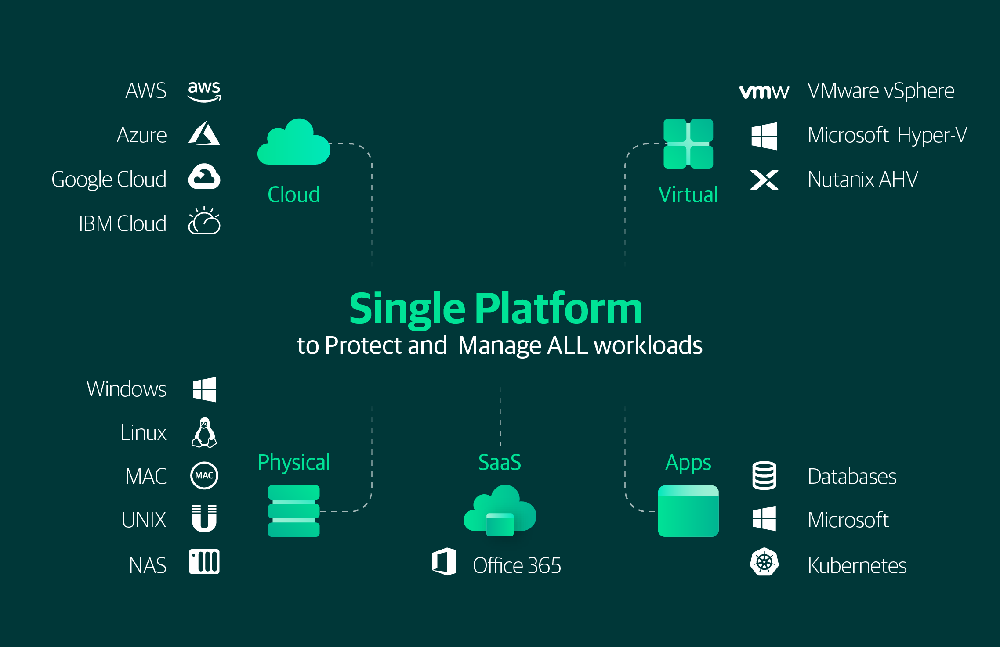 AWS
aws
Azure
Google Cloud
IBM Cloud
Cloud
vmw
VMware vSphere
Microsoft Hyper-V
Nutanix AHV
Virtual
Single Platform
to Protect and Manage ALL workloads
Windows
Linux
MAC
MAC
UNIX
NAS
Physical
SaaS
Office 365
Apps
Databases
Microsoft
Kubernetes